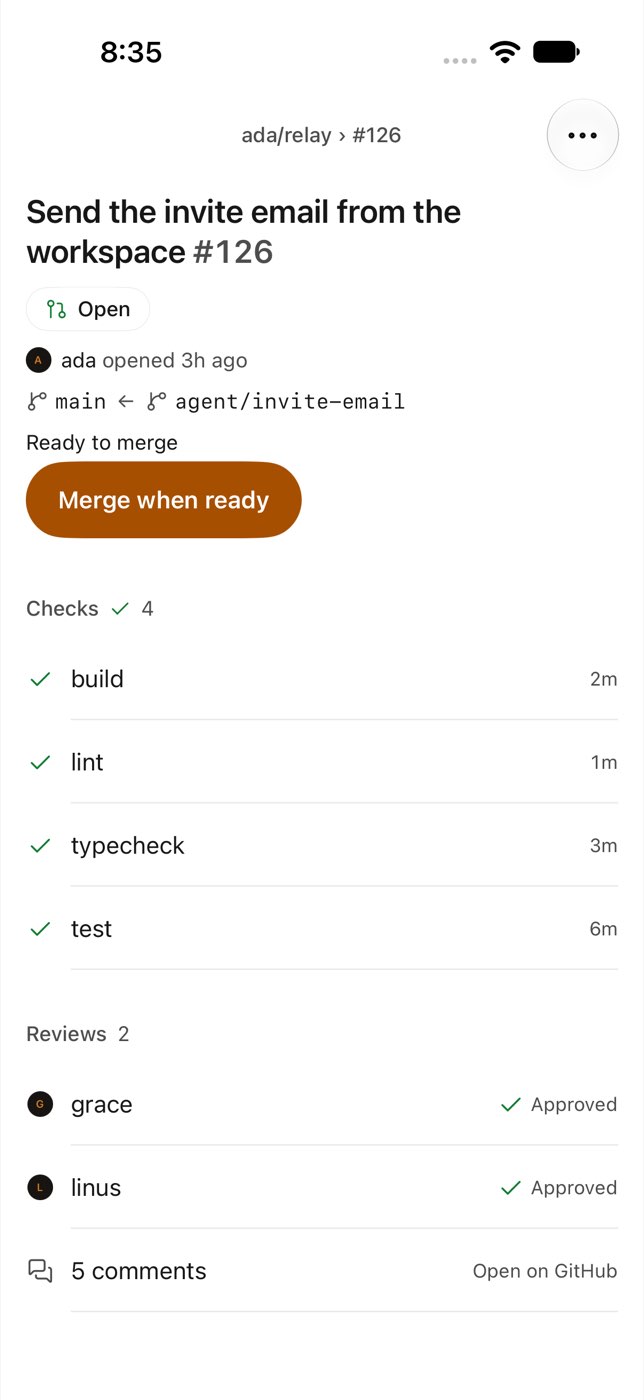 8:35
ada/relay › #126
Send the invite email from the
workspace #126
Open
A ada opened 3h ago
main ← agent/invite-email
Ready to merge
Merge when ready
Checks ✓ 4
build 2m
lint 1m
typecheck 3m
test 6m
Reviews 2
G grace Approved
L linus Approved
5 comments Open on GitHub